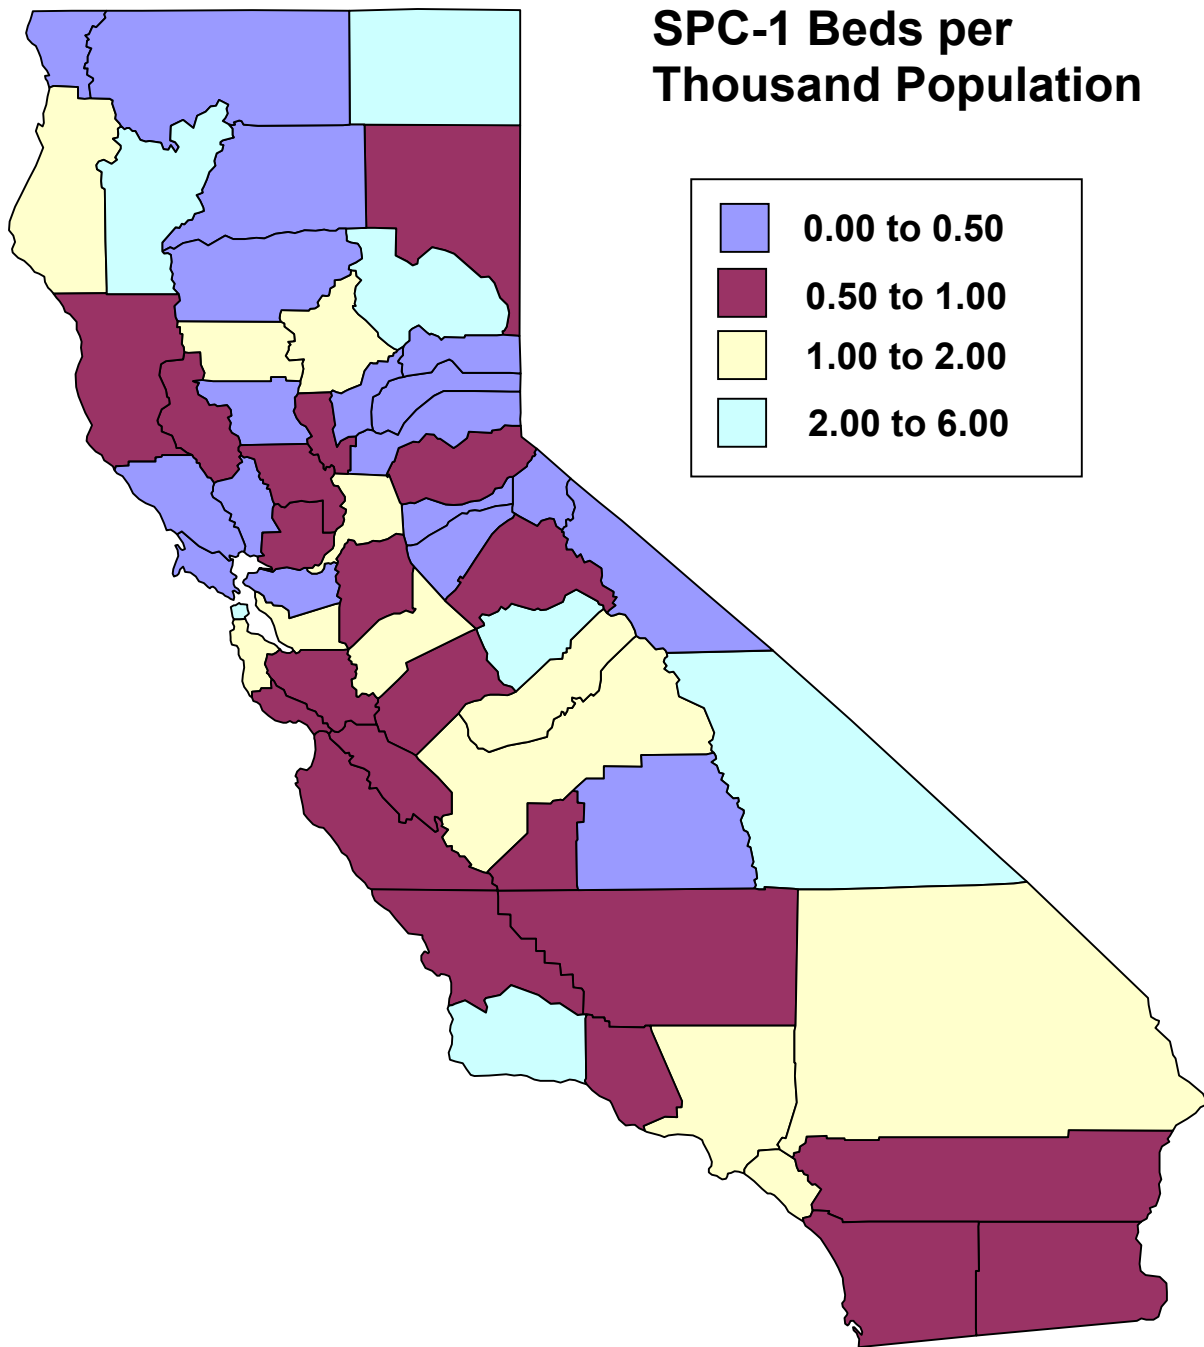 SPC-1 Beds per
Thousand Population
0.00 to 0.50
0.50 to 1.00
1.00 to 2.00
2.00 to 6.00